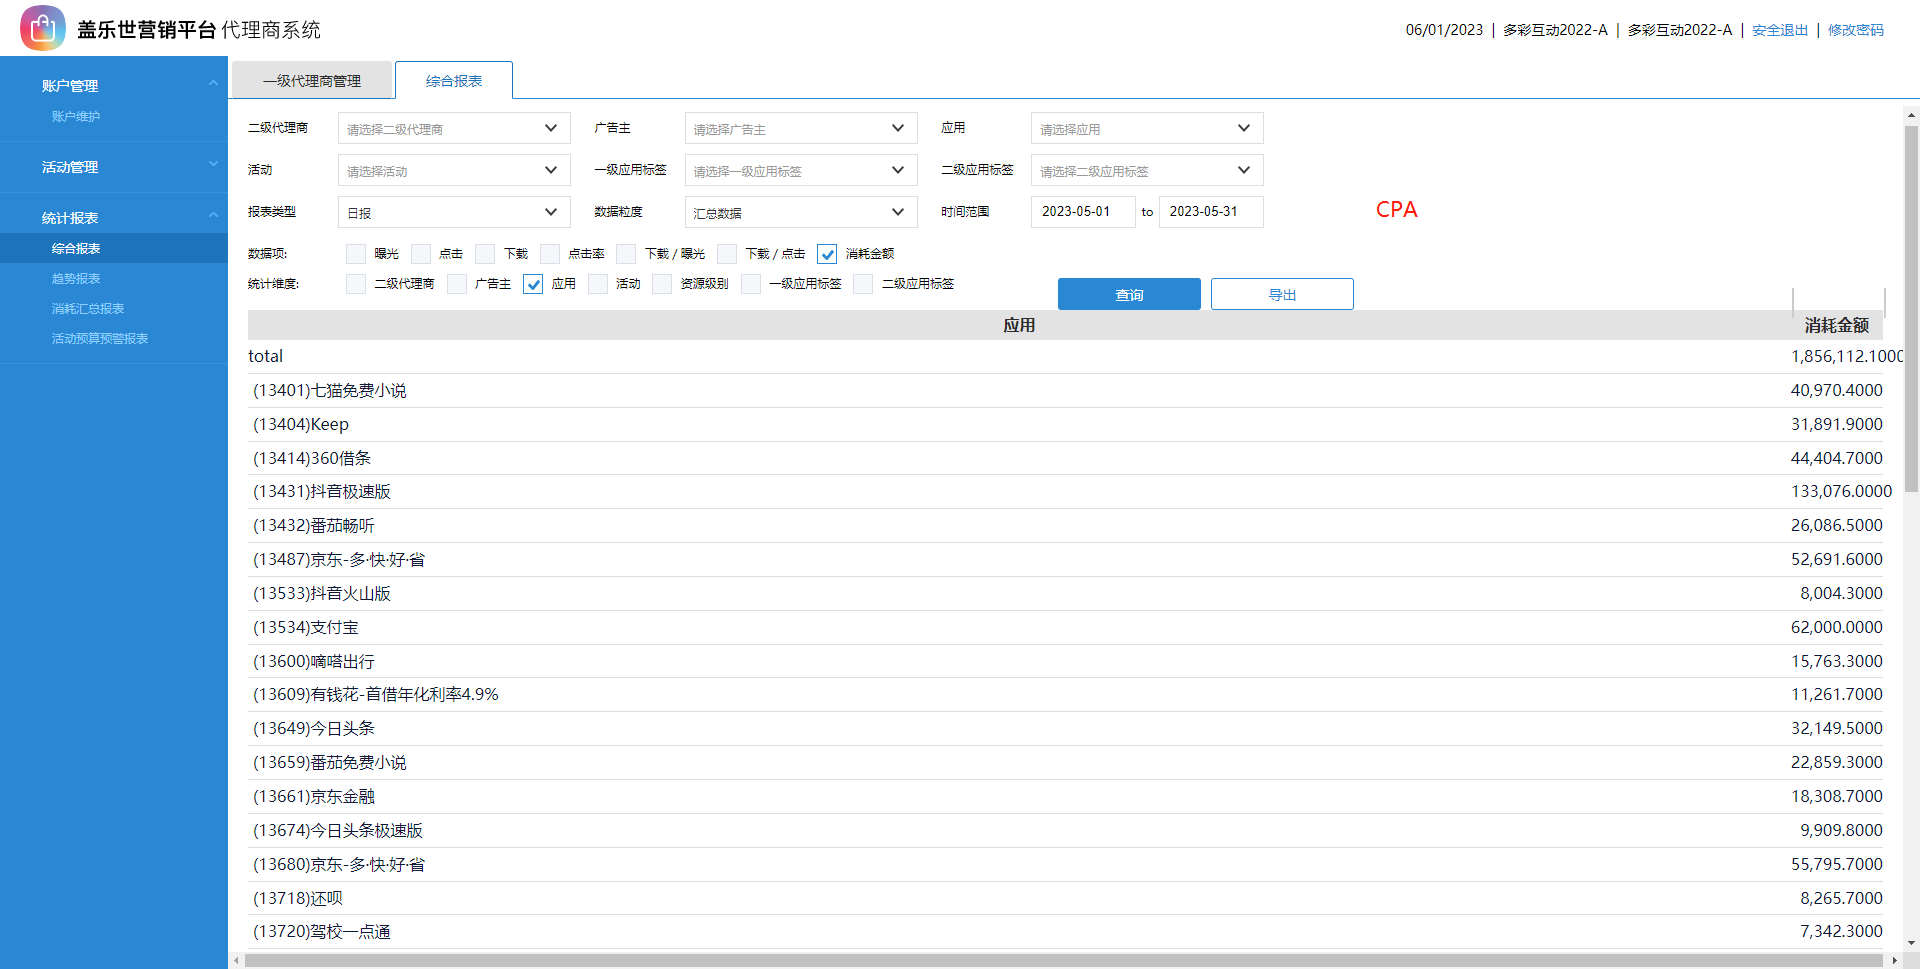 盖乐世营销平台 代理商系统
06/01/2023 | 多彩互动2022-A | 多彩互动2022-A | 安全退出 | 修改密码
账户管理
账户维护
活动管理
统计报表
综合报表
趋势报表
消耗汇总报表
活动预算预警报表
一级代理商管理
综合报表
二级代理商 请选择二级代理商 广告主 请选择广告主 应用 请选择应用
活动 请选择活动 一级应用标签 请选择一级应用标签 二级应用标签 请选择二级应用标签
报表类型 日报 数据粒度 汇总数据 时间范围 2023-05-01 to 2023-05-31
CPA
数据项: 曝光 点击 下载 点击率 下载 / 曝光 下载 / 点击 消耗金额
统计维度: 二级代理商 广告主 应用 活动 资源级别 一级应用标签 二级应用标签
查询 导出
应用 消耗金额
total 1,856,112.1000
(13401)七猫免费小说 40,970.4000
(13404)Keep 31,891.9000
(13414)360借条 44,404.7000
(13431)抖音极速版 133,076.0000
(13432)番茄畅听 26,086.5000
(13487)京东-多·快·好·省 52,691.6000
(13533)抖音火山版 8,004.3000
(13534)支付宝 62,000.0000
(13600)嘀嗒出行 15,763.3000
(13609)有钱花-首借年化利率4.9% 11,261.7000
(13649)今日头条 32,149.5000
(13659)番茄免费小说 22,859.3000
(13661)京东金融 18,308.7000
(13674)今日头条极速版 9,909.8000
(13680)京东-多·快·好·省 55,795.7000
(13718)还呗 8,265.7000
(13720)驾校一点通 7,342.3000